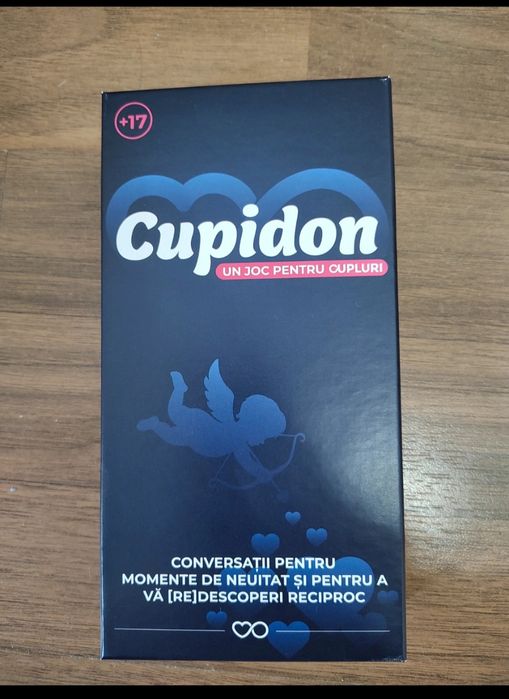 +17
Cupidon
UN JOC PENTRU CUPLURI
CONVERSAȚII PENTRU
MOMENTE DE NEUITAT ȘI PENTRU A
VĂ [RE]DESCOPERI RECIPROC